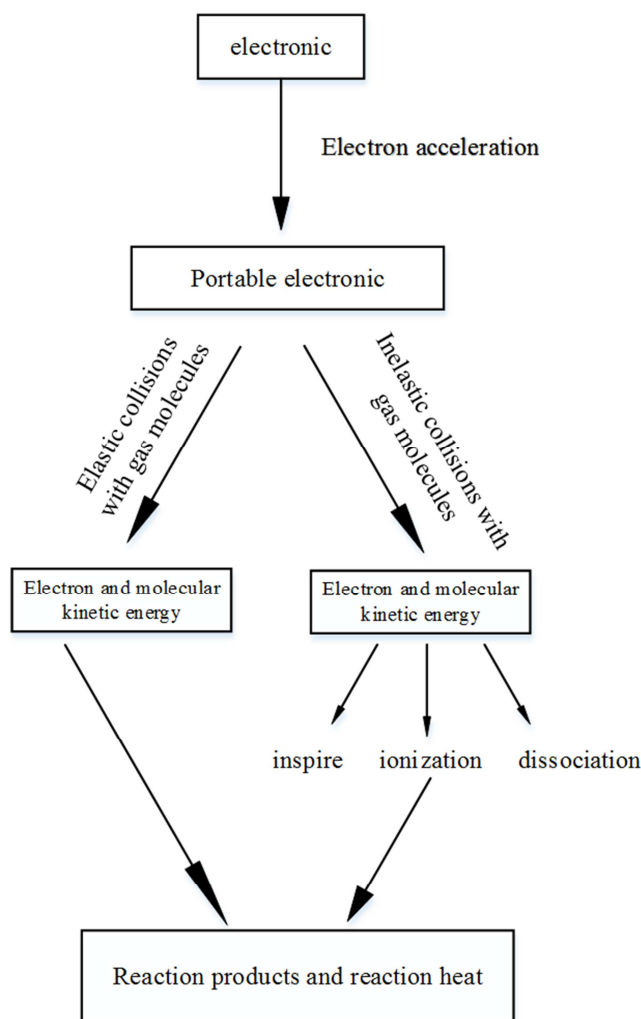 electronic
Electron acceleration
Portable electronic
Elastic collisions
with gas molecules
Inelastic collisions with
gas molecules
Electron and molecular
kinetic energy
Electron and molecular
kinetic energy
inspire
ionization
dissociation
Reaction products and reaction heat